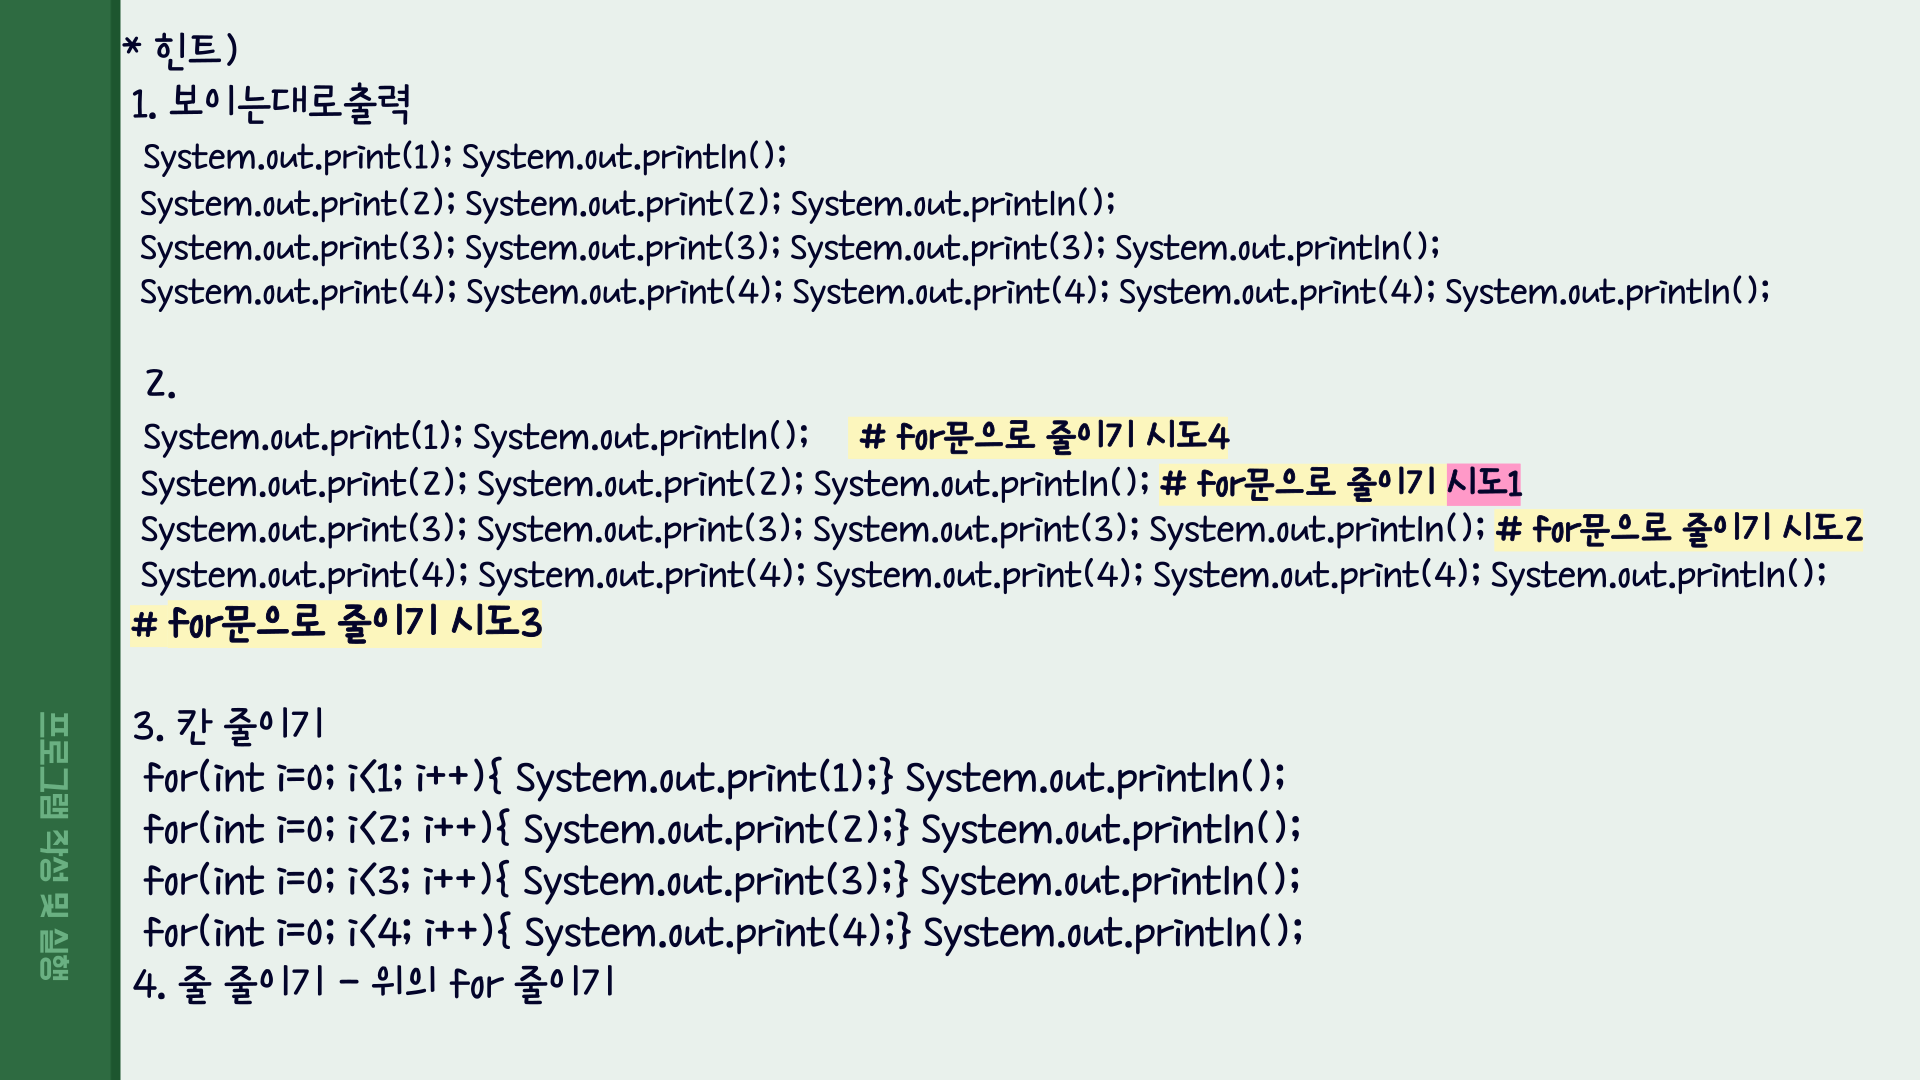 * 힌트)
1. 보이는대로출력
System.out.print(1); System.out.println();
System.out.print(2); System.out.print(2); System.out.println();
System.out.print(3); System.out.print(3); System.out.print(3); System.out.println();
System.out.print(4); System.out.print(4); System.out.print(4); System.out.print(4); System.out.println();
2.
System.out.print(1); System.out.println(); # for문으로 줄이기 시도4
System.out.print(2); System.out.print(2); System.out.println(); # for문으로 줄이기 시도1
System.out.print(3); System.out.print(3); System.out.print(3); System.out.println(); # for문으로 줄이기 시도2
System.out.print(4); System.out.print(4); System.out.print(4); System.out.print(4); System.out.println();
# for문으로 줄이기 시도3
3. 칸 줄이기
for(int i=0; i<1; i++){ System.out.print(1);} System.out.println();
for(int i=0; i<2; i++){ System.out.print(2);} System.out.println();
for(int i=0; i<3; i++){ System.out.print(3);} System.out.println();
for(int i=0; i<4; i++){ System.out.print(4);} System.out.println();
4. 줄 줄이기 - 위의 for 줄이기
프로그램 작성 및 실행